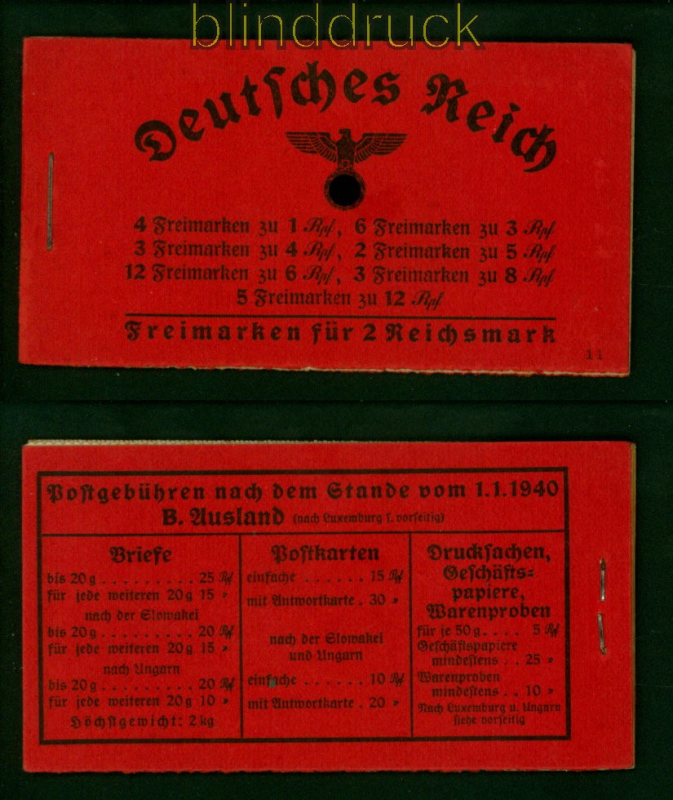 blinddruck
Deutsches Reich
4 Freimarken zu 1 Rpf, 6 Freimarken zu 3 Rpf
3 Freimarken zu 4 Rpf, 2 Freimarken zu 5 Rpf
12 Freimarken zu 6 Rpf, 3 Freimarken zu 8 Rpf
5 Freimarken zu 12 Rpf
Freimarken für 2 Reichsmark
11
Postgebühren nach dem Stande vom 1.1.1940
B. Ausland (nach Luxemburg s. vorseitig)
Briefe
bis 20 g . . . . . . . . . . 25 Rpf
für jede weiteren 20 g 15 "
nach der Slowakei
bis 20 g . . . . . . . . . . 20 Rpf
für jede weiteren 20 g 15 "
nach Ungarn
bis 20 g . . . . . . . . . . 20 Rpf
für jede weiteren 20 g 10 "
Höchstgewicht: 2 kg
Postkarten
einfache . . . . . . 15 Rpf
mit Antwortkarte . 30 "
nach der Slowakei
und Ungarn
einfache . . . . . . 10 Rpf
mit Antwortkarte . 20 "
Drucksachen,
Geschäfts=
papiere,
Warenproben
für je 50 g . . . . 5 Rpf
Geschäftspapiere
mindestens . . 25 "
Warenproben
mindestens . . 10 "
Nach Luxemburg u. Ungarn
siehe vorseitig